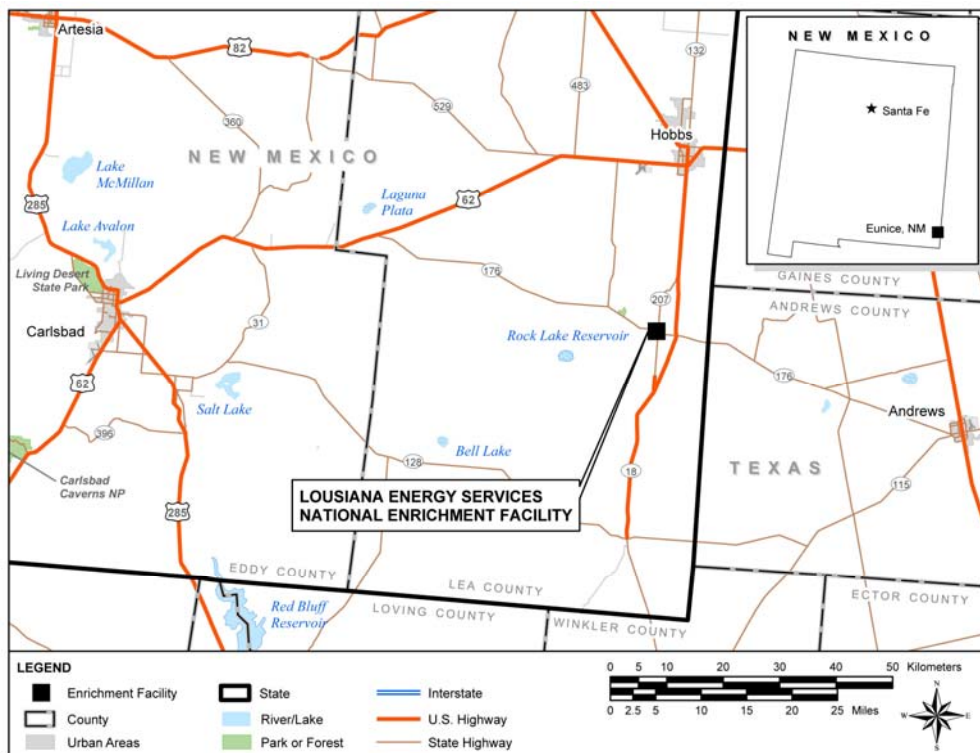 Artesia
82
132
NEW MEXICO
483
529
Santa Fe
360
Hobbs
NEW MEXICO
Lake
McMillan
Laguna
Plata
62
285
Eunice, NM
Lake Avalon
GAINES COUNTY
Living Desert
State Park
176
ANDREWS COUNTY
207
31
Carlsbad
Rock Lake Reservoir
176
62
Salt Lake
Andrews
396
Bell Lake
TEXAS
128
18
115
Carlsbad
Caverns NP
LOUSIANA ENERGY SERVICES
NATIONAL ENRICHMENT FACILITY
285
EDDY COUNTY
LEA COUNTY
ECTOR COUNTY
Red Bluff
Reservoir
LOVING COUNTY
WINKLER COUNTY
LEGEND
Enrichment Facility
State
Interstate
County
River/Lake
U.S. Highway
Urban Areas
Park or Forest
State Highway
0 5 10 20 30 40 50 Kilometers
0 2.5 5 10 15 20 25 Miles
N
W E
S